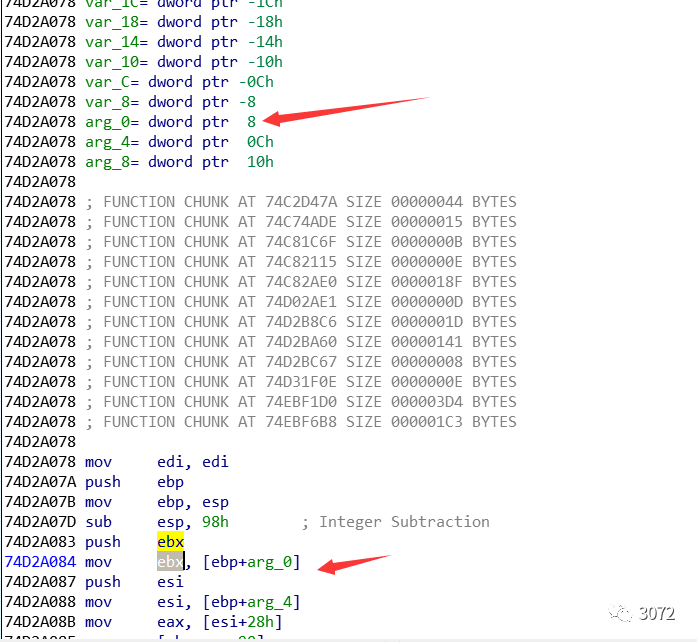 74D2A078 var_1C= dword ptr -1Ch
74D2A078 var_18= dword ptr -18h
74D2A078 var_14= dword ptr -14h
74D2A078 var_10= dword ptr -10h
74D2A078 var_C= dword ptr -0Ch
74D2A078 var_8= dword ptr -8
74D2A078 arg_0= dword ptr  8
74D2A078 arg_4= dword ptr  0Ch
74D2A078 arg_8= dword ptr  10h
74D2A078
74D2A078 ; FUNCTION CHUNK AT 74C2D47A SIZE 00000044 BYTES
74D2A078 ; FUNCTION CHUNK AT 74C74ADE SIZE 00000015 BYTES
74D2A078 ; FUNCTION CHUNK AT 74C81C6F SIZE 0000000B BYTES
74D2A078 ; FUNCTION CHUNK AT 74C82115 SIZE 0000000E BYTES
74D2A078 ; FUNCTION CHUNK AT 74C82AE0 SIZE 0000018F BYTES
74D2A078 ; FUNCTION CHUNK AT 74D02AE1 SIZE 0000000D BYTES
74D2A078 ; FUNCTION CHUNK AT 74D2B8C6 SIZE 0000001D BYTES
74D2A078 ; FUNCTION CHUNK AT 74D2BA60 SIZE 00000141 BYTES
74D2A078 ; FUNCTION CHUNK AT 74D2BC67 SIZE 00000008 BYTES
74D2A078 ; FUNCTION CHUNK AT 74D31F0E SIZE 0000000E BYTES
74D2A078 ; FUNCTION CHUNK AT 74EBF1D0 SIZE 000003D4 BYTES
74D2A078 ; FUNCTION CHUNK AT 74EBF6B8 SIZE 000001C3 BYTES
74D2A078
74D2A078 mov     edi, edi
74D2A07A push    ebp
74D2A07B mov     ebp, esp
74D2A07D sub     esp, 98h        ; Integer Subtraction
74D2A083 push    ebx
74D2A084 mov     ebx, [ebp+arg_0]
74D2A087 push    esi
74D2A088 mov     esi, [ebp+arg_4]
74D2A08B mov     eax, [esi+28h]
3072